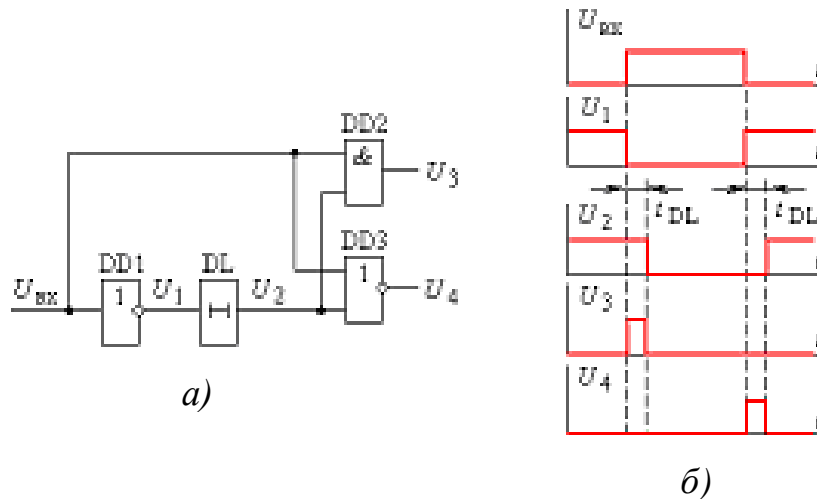 DD2
&
U3
DD3
1
U4
DD1
1
DL
Uвх
U1
U2
а)
Uвх
t
U1
t
tDL
tDL
U2
t
U3
t
U4
t
б)